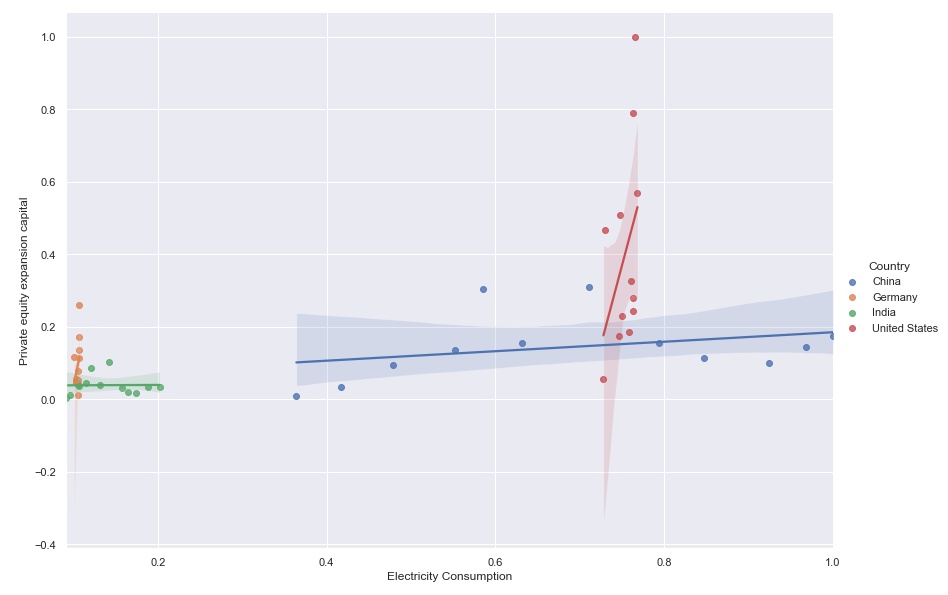 1.0
0.8
0.6
0.4
0.2
0.0
−0.2
−0.4
Private equity expansion capital
0.2
0.4
0.6
0.8
1.0
Electricity Consumption
Country
China
Germany
India
United States